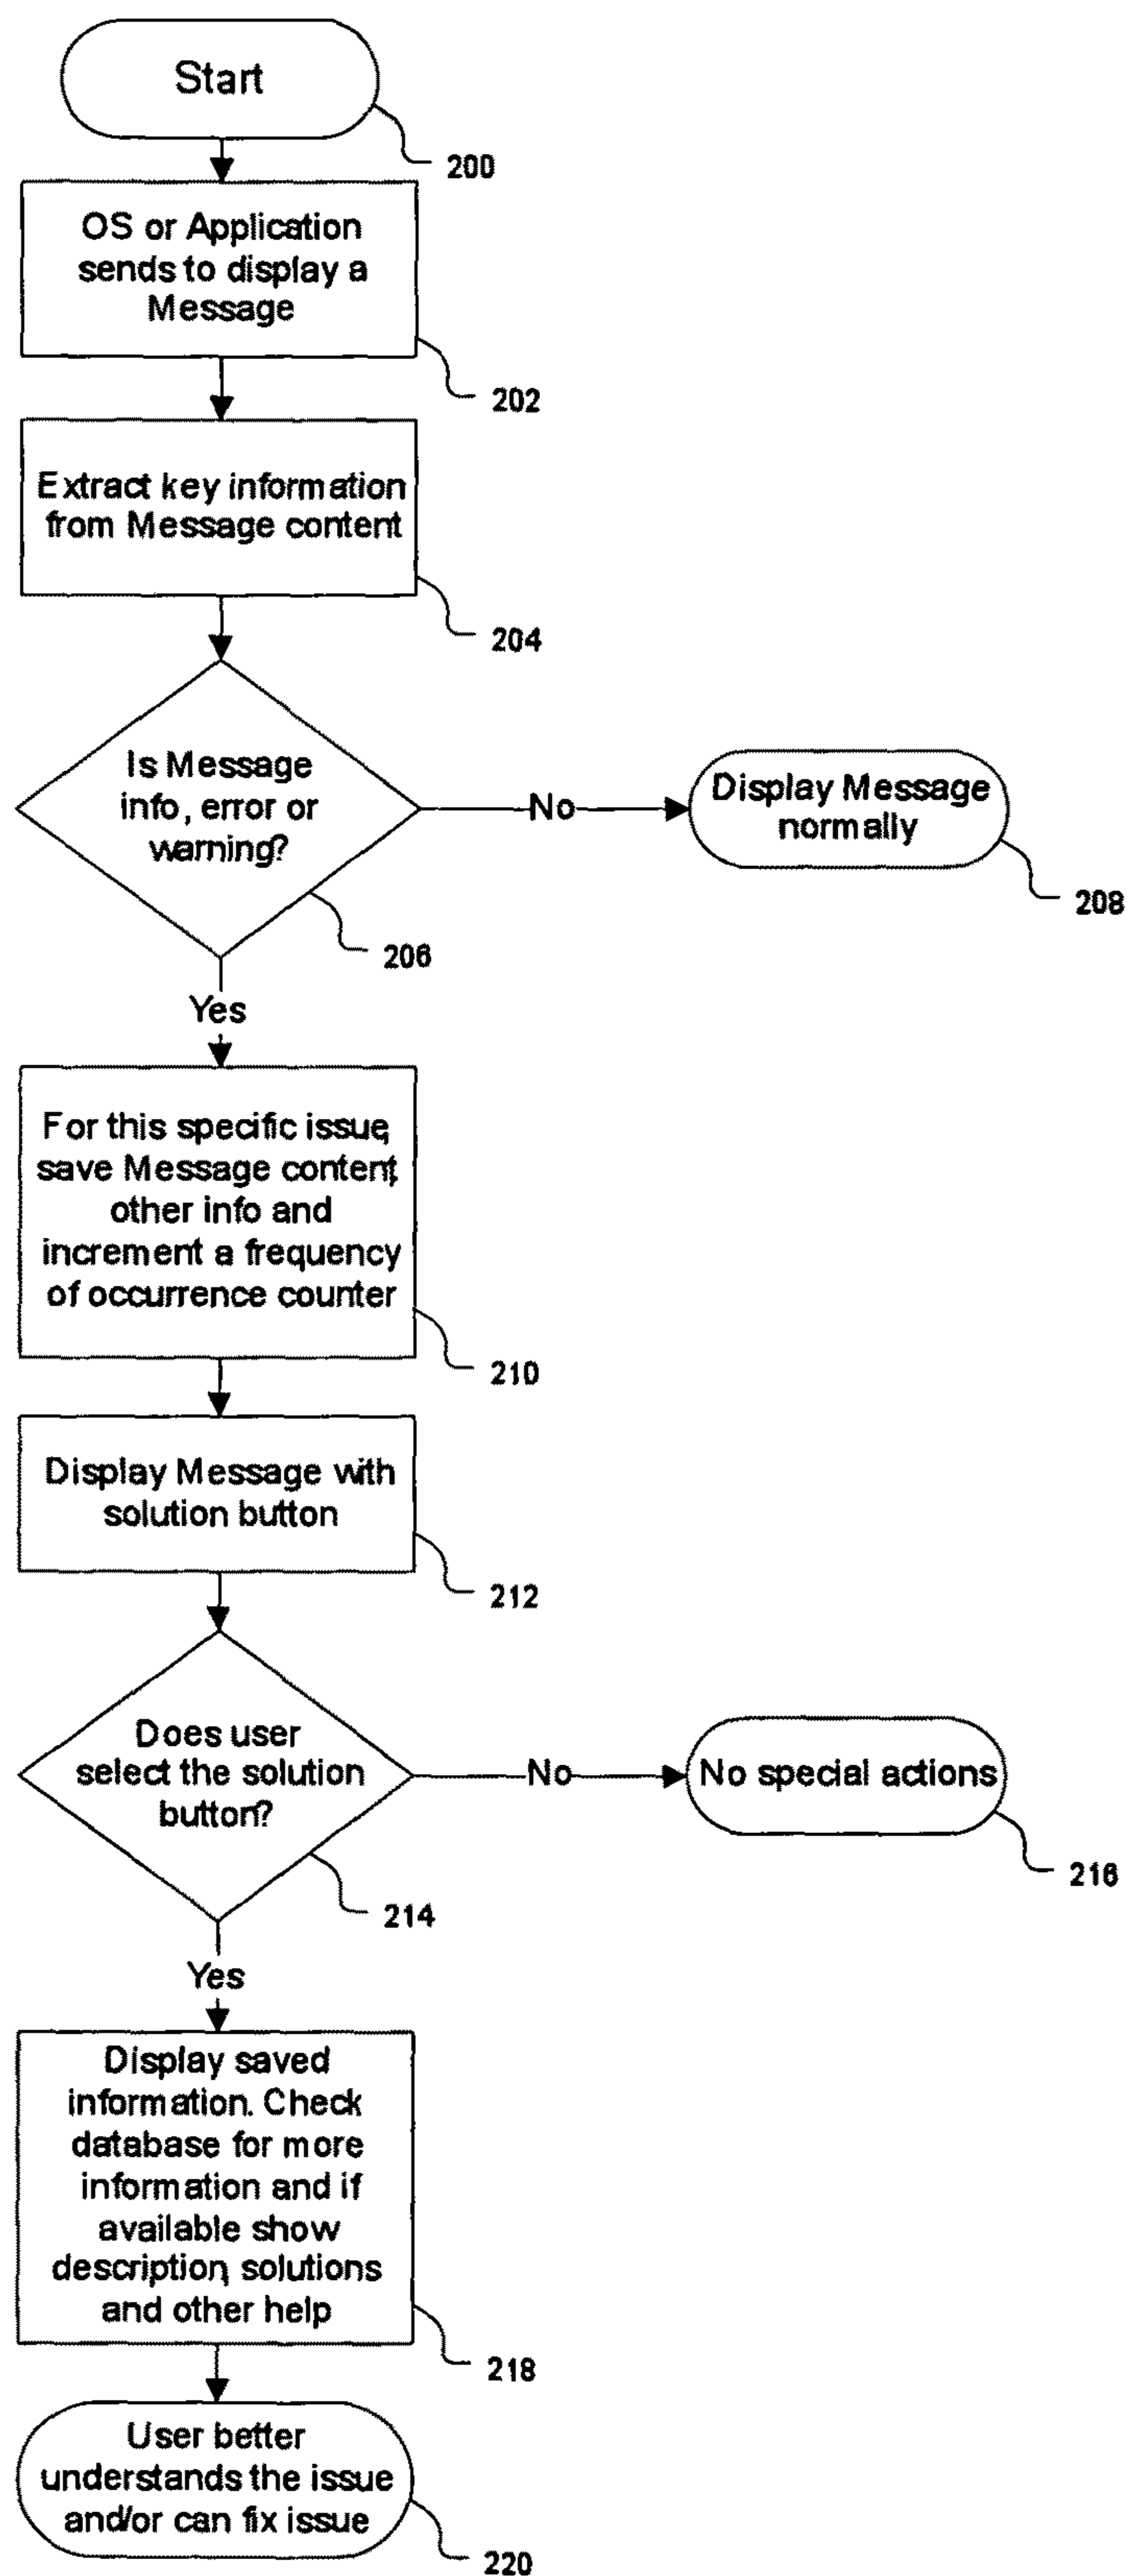 Start
200
OS or Application
sends to display a
Message
202
Extract key information
from Message content
204
Is Message
info, error or
warning?
206
No
Display Message
normally
208
Yes
For this specific issue,
save Message content,
other info and
increment a frequency
of occurrence counter
210
Display Message with
solution button
212
Does user
select the solution
button?
214
No
No special actions
216
Yes
Display saved
information. Check
database for more
information and if
available show
description, solutions
and other help
218
User better
understands the issue
and/or can fix issue
220